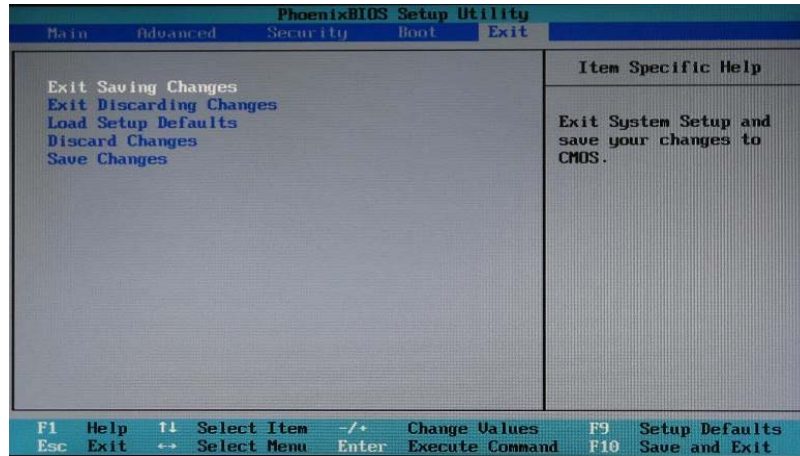 PhoenixBIOS Setup Utility
Main Advanced Security Boot Exit
Item Specific Help
Exit Saving Changes
Exit Discarding Changes
Load Setup Defaults
Discard Changes
Save Changes
Exit System Setup and
save your changes to
CMOS.
F1 Help ↑↓ Select Item -/+ Change Values F9 Setup Defaults
Esc Exit ↔ Select Menu Enter Execute Command F10 Save and Exit